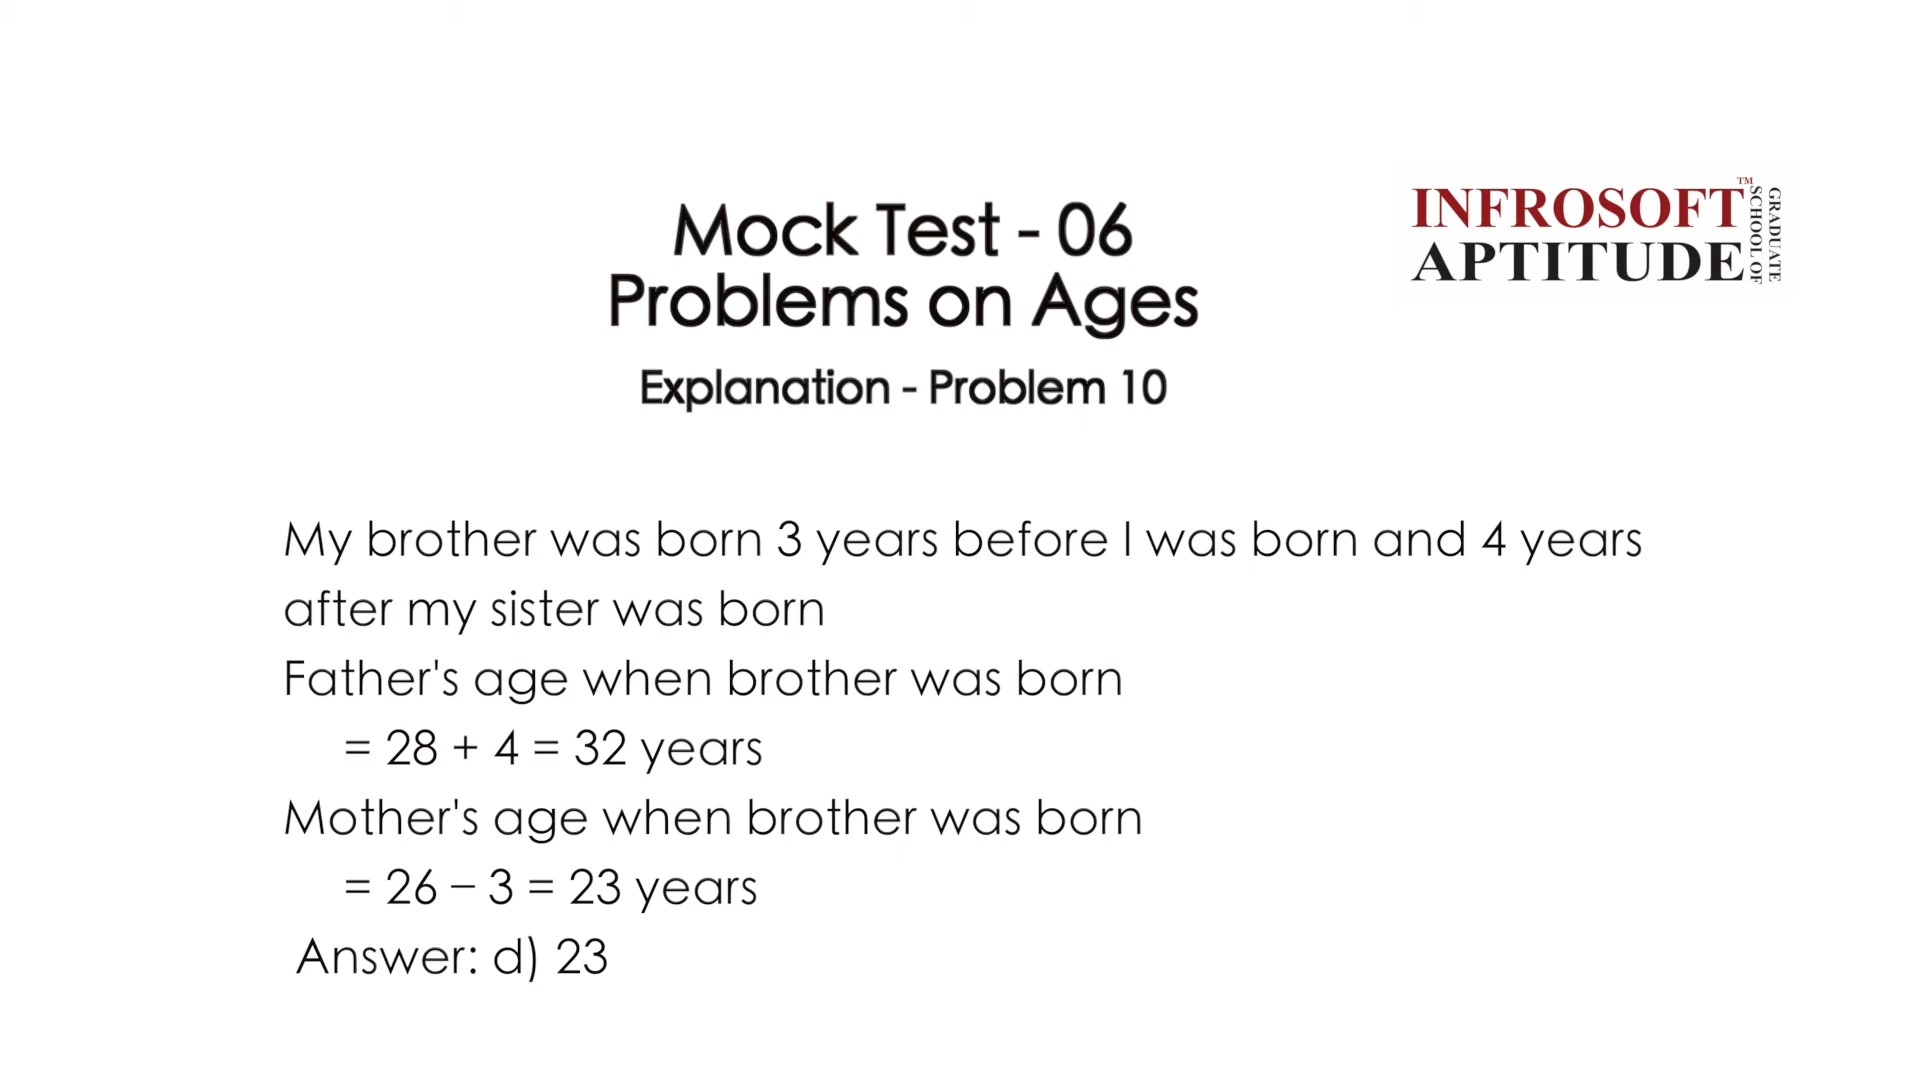 Mock Test - 06
Problems on Ages
Explanation - Problem 10
INFROSOFT™
APTITUDE
GRADUATE
SCHOOL OF
My brother was born 3 years before I was born and 4 years
after my sister was born
Father's age when brother was born
= 28 + 4 = 32 years
Mother's age when brother was born
= 26 – 3 = 23 years
Answer: d) 23